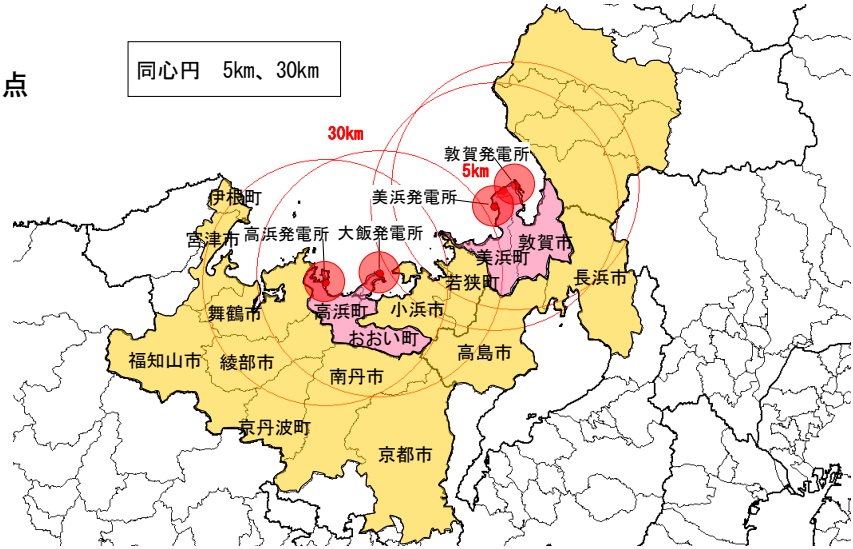 同心円　5km、30km
点
30km
敦賀発電所
5km
美浜発電所
伊根町
宮津市
高浜発電所
大飯発電所
敦賀市
美浜町
若狭町
長浜市
舞鶴市
高浜町
小浜市
おおい町
福知山市
綾部市
高島市
南丹市
京丹波町
京都市